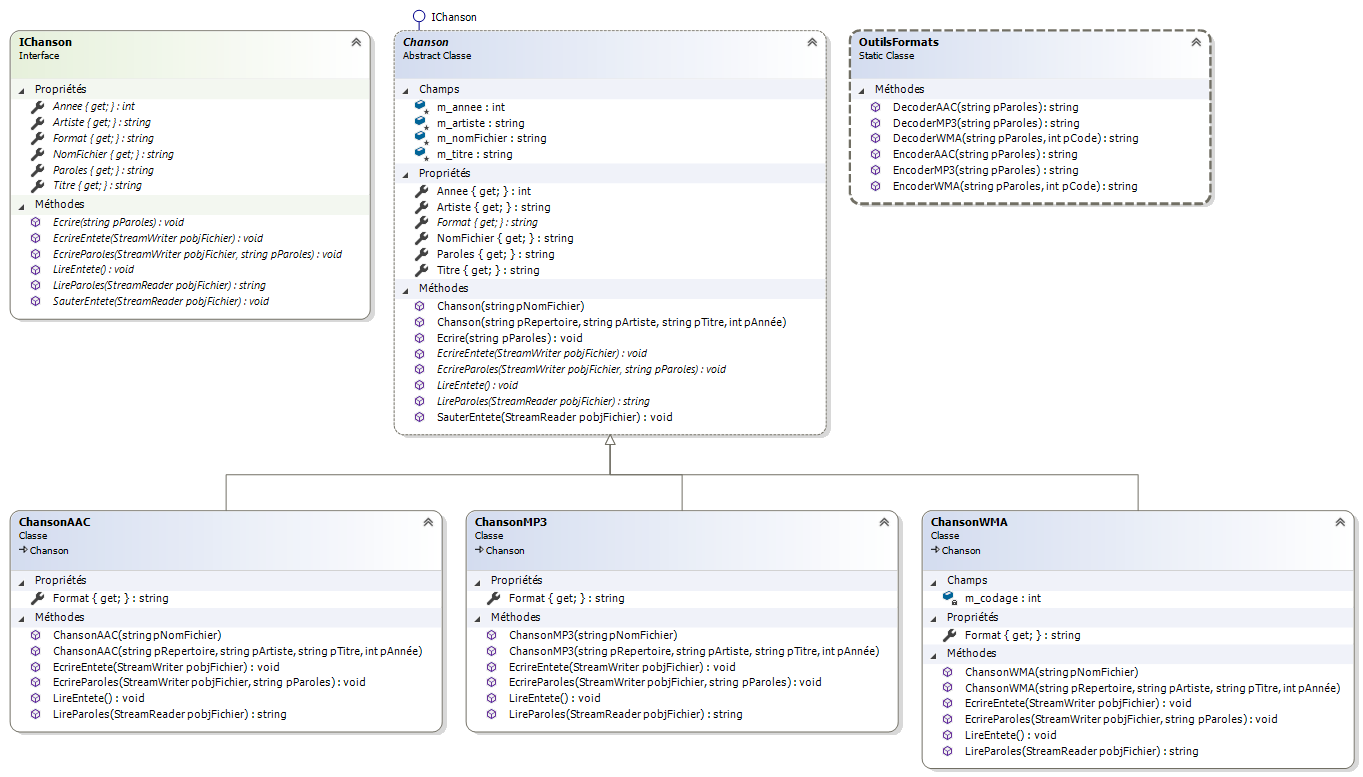 IChanson
IChanson
Interface
Propriétés
Annee { get; } : int
Artiste { get; } : string
Format { get; } : string
NomFichier { get; } : string
Paroles { get; } : string
Titre { get; } : string
Méthodes
Ecrire(string pParoles) : void
EcrireEntete(StreamWriter pobjFichier) : void
EcrireParoles(StreamWriter pobjFichier, string pParoles) : void
LireEntete() : void
LireParoles(StreamReader pobjFichier) : string
SauterEntete(StreamReader pobjFichier) : void
Chanson
Abstract Classe
Champs
m_annee : int
m_artiste : string
m_nomFichier : string
m_titre : string
Propriétés
Annee { get; } : int
Artiste { get; } : string
Format { get; } : string
NomFichier { get; } : string
Paroles { get; } : string
Titre { get; } : string
Méthodes
Chanson(string pNomFichier)
Chanson(string pRepertoire, string pArtiste, string pTitre, int pAnnée)
Ecrire(string pParoles) : void
EcrireEntete(StreamWriter pobjFichier) : void
EcrireParoles(StreamWriter pobjFichier, string pParoles) : void
LireEntete() : void
LireParoles(StreamReader pobjFichier) : string
SauterEntete(StreamReader pobjFichier) : void
OutilsFormats
Static Classe
Méthodes
DecoderAAC(string pParoles) : string
DecoderMP3(string pParoles) : string
DecoderWMA(string pParoles, int pCode) : string
EncoderAAC(string pParoles) : string
EncoderMP3(string pParoles) : string
EncoderWMA(string pParoles, int pCode) : string
ChansonAAC
Classe
Chanson
Propriétés
Format { get; } : string
Méthodes
ChansonAAC(string pNomFichier)
ChansonAAC(string pRepertoire, string pArtiste, string pTitre, int pAnnée)
EcrireEntete(StreamWriter pobjFichier) : void
EcrireParoles(StreamWriter pobjFichier, string pParoles) : void
LireEntete() : void
LireParoles(StreamReader pobjFichier) : string
ChansonMP3
Classe
Chanson
Propriétés
Format { get; } : string
Méthodes
ChansonMP3(string pNomFichier)
ChansonMP3(string pRepertoire, string pArtiste, string pTitre, int pAnnée)
EcrireEntete(StreamWriter pobjFichier) : void
EcrireParoles(StreamWriter pobjFichier, string pParoles) : void
LireEntete() : void
LireParoles(StreamReader pobjFichier) : string
ChansonWMA
Classe
Chanson
Champs
m_codage : int
Propriétés
Format { get; } : string
Méthodes
ChansonWMA(string pNomFichier)
ChansonWMA(string pRepertoire, string pArtiste, string pTitre, int pAnnée)
EcrireEntete(StreamWriter pobjFichier) : void
EcrireParoles(StreamWriter pobjFichier, string pParoles) : void
LireEntete() : void
LireParoles(StreamReader pobjFichier) : string